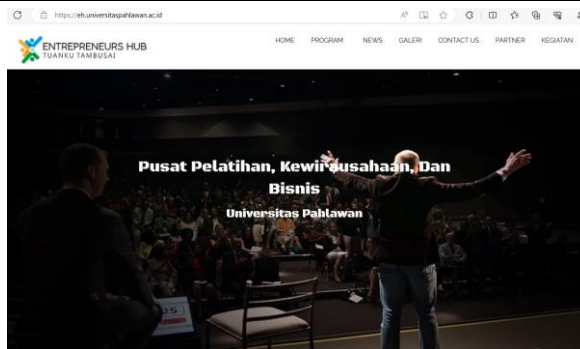 https://eh.universitaspahlawan.ac.id
ENTREPRENEURS HUB
TUANKU TAMBUSAI
HOME PROGRAM NEWS GALERI CONTACT US PARTNER KEGIATAN
Pusat Pelatihan, Kewirausahaan, Dan
Bisnis
Universitas Pahlawan